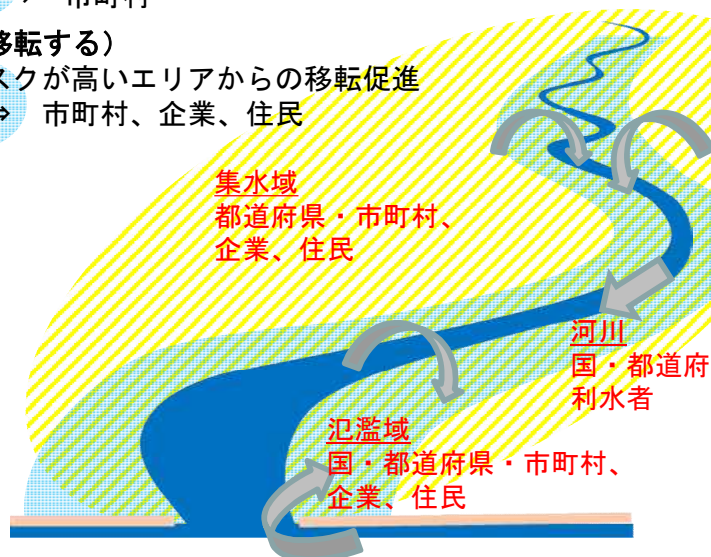 市町村
移転する)
スクが高いエリアからの移転促進
⇒ 市町村、企業、住民
集水域
都道府県・市町村、
企業、住民
河川
国・都道府
利水者
氾濫域
国・都道府県・市町村、
企業、住民